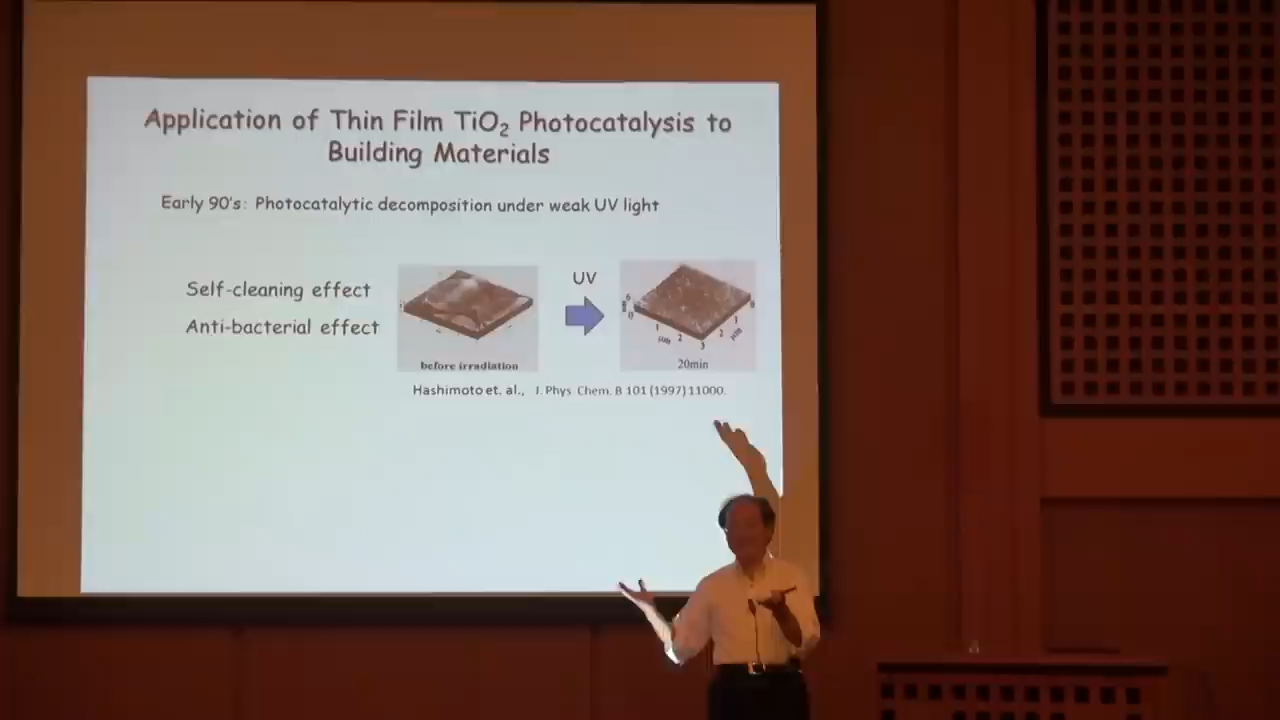 Application of Thin Film TiO₂ Photocatalysis to
Building Materials
Early 90's: Photocatalytic decomposition under weak UV light
Self-cleaning effect
Anti-bacterial effect
UV
before irradiation
20min
Hashimoto et. al., J. Phys Chem. B 101 (1997) 11000.